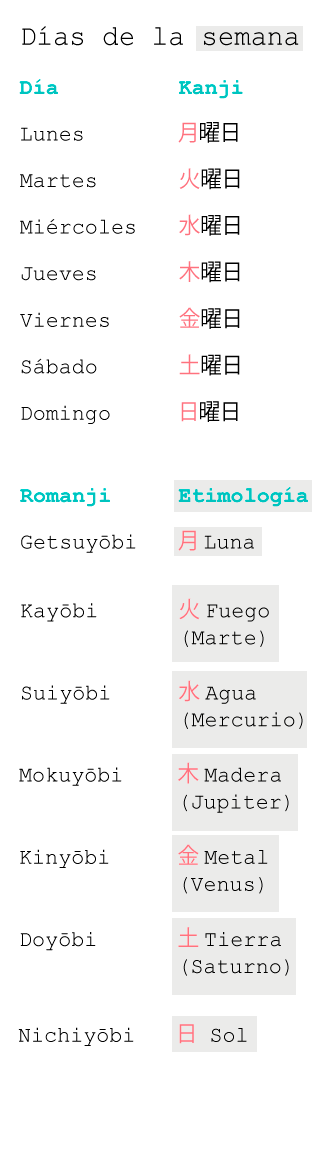 Días de la semana
Día Kanji
Lunes 月曜日
Martes 火曜日
Miércoles 水曜日
Jueves 木曜日
Viernes 金曜日
Sábado 土曜日
Domingo 日曜日
Romanji Etimología
Getsuyōbi 月 Luna
Kayōbi 火 Fuego
(Marte)
Suiyōbi 水 Agua
(Mercurio)
Mokuyōbi 木 Madera
(Jupiter)
Kinyōbi 金 Metal
(Venus)
Doyōbi 土 Tierra
(Saturno)
Nichiyōbi 日 Sol